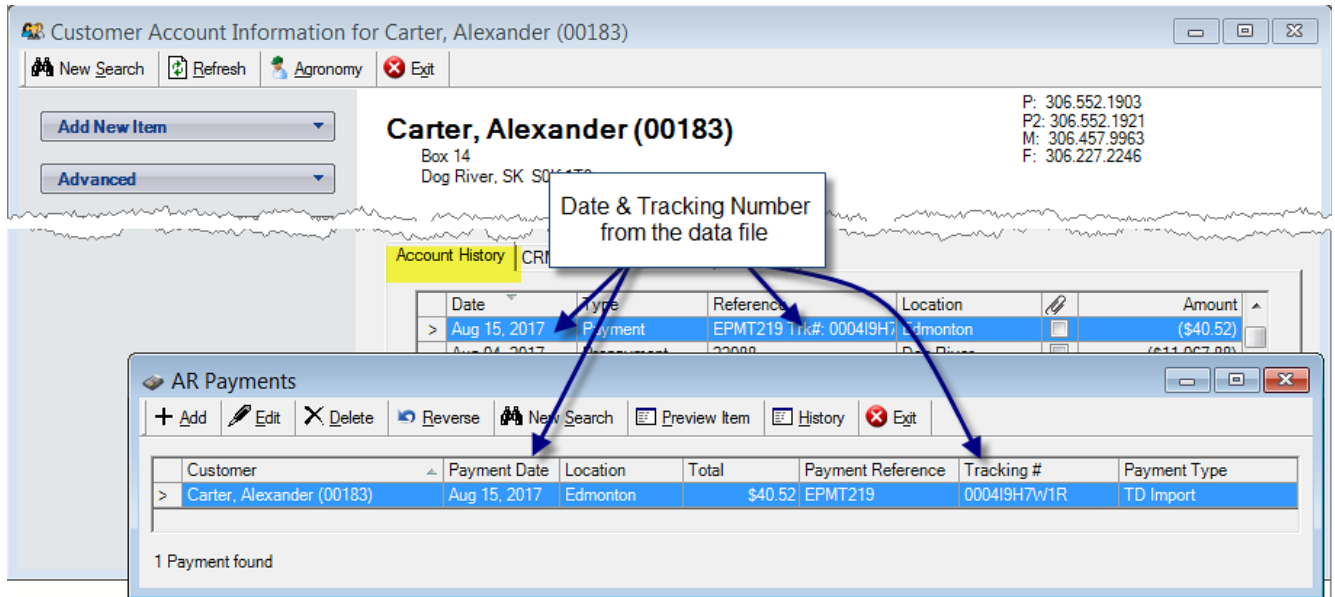 Customer Account Information for Carter, Alexander (00183)
New Search Refresh Agronomy Exit
Add New Item
Advanced
Carter, Alexander (00183)
Box 14
Dog River, SK
P: 306.552.1903
P2: 306.552.1921
M: 306.457.9963
F: 306.227.2246
Date & Tracking Number
from the data file
Account History
Date Type Reference Location Amount
> Aug 15, 2017 Payment EPMT219 Trk#: 0004I9H7 Edmonton ($40.52)
AR Payments
Add Edit Delete Reverse New Search Preview Item History Exit
Customer Payment Date Location Total Payment Reference Tracking # Payment Type
> Carter, Alexander (00183) Aug 15, 2017 Edmonton $40.52 EPMT219 0004I9H7W1R TD Import
1 Payment found